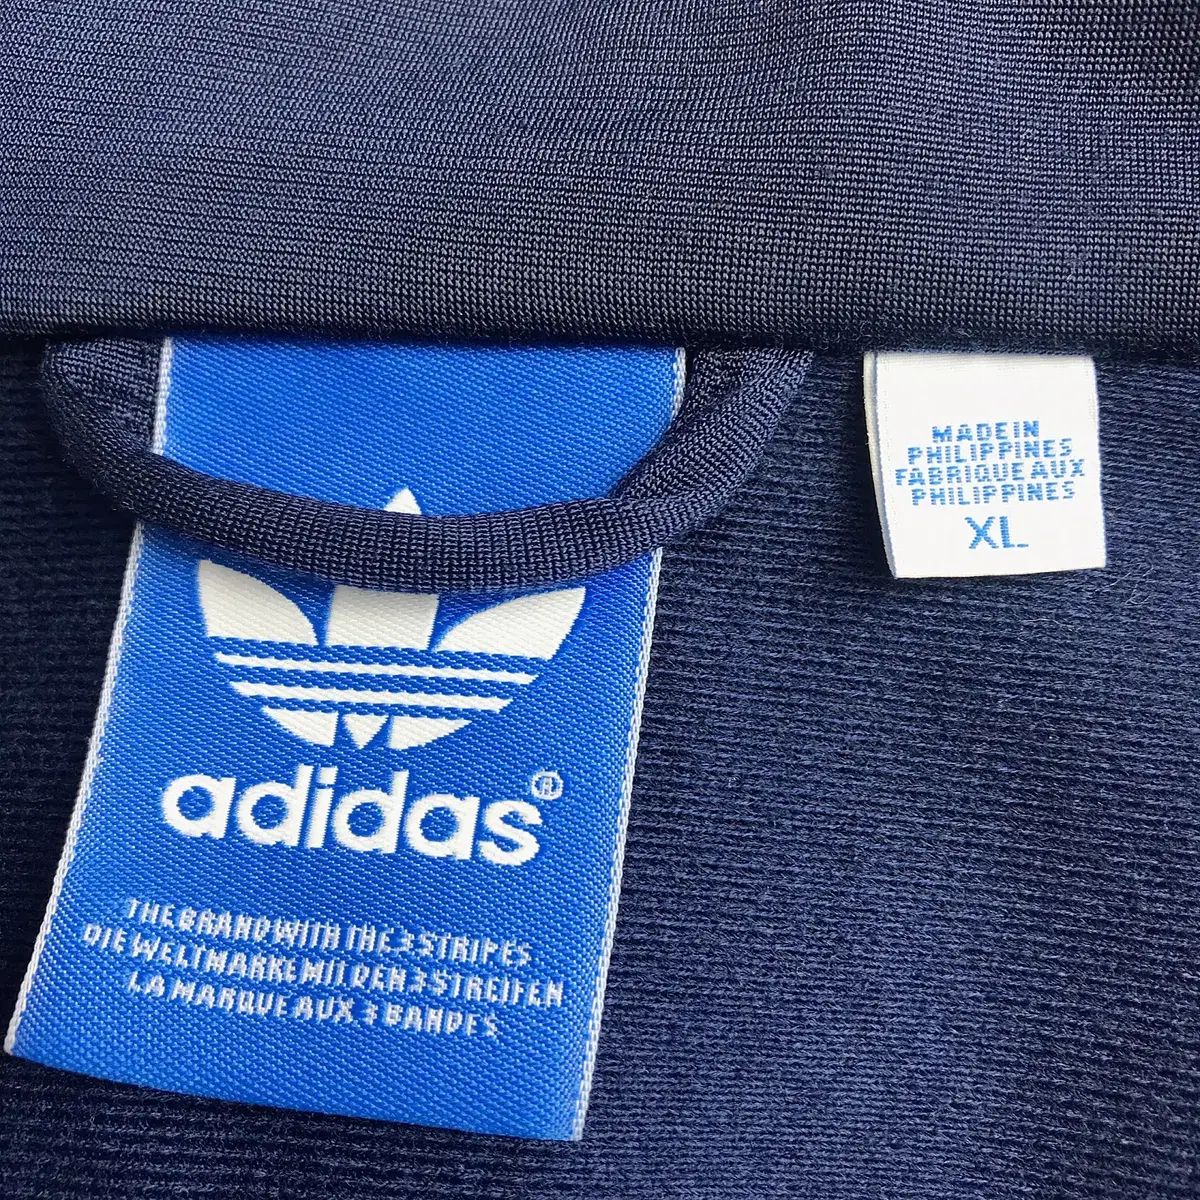 adidas®
THE BRAND WITH THE 3 STRIPES
DIE WELTMARKE MIT DEN 3 STREIFEN
LA MARQUE AUX 3 BANDES
MADE IN
PHILIPPINES
FABRIQUE AUX
PHILIPPINES
XL